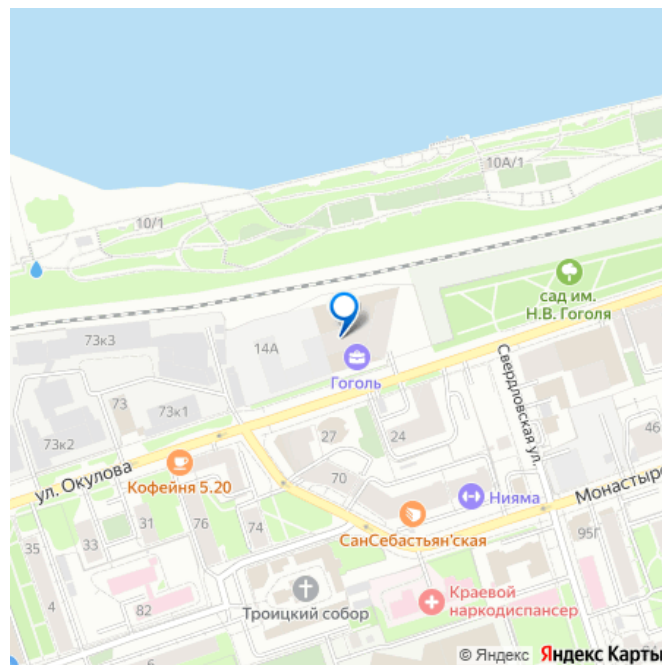 10А/1
10/1
сад им.
Н.В. Гоголя
73к3
14А
Гоголь
Свердловская ул.
73
73к1
73к2
27
24
46
ул. Окулова
Кофейня 5.20
70
Нияма
Монастыр
СанСебастьян'ская
35
33
31
76
74
95Г
4
82
Троицкий собор
Краевой
наркодиспансер
6
© Яндекс Яндекс Карты